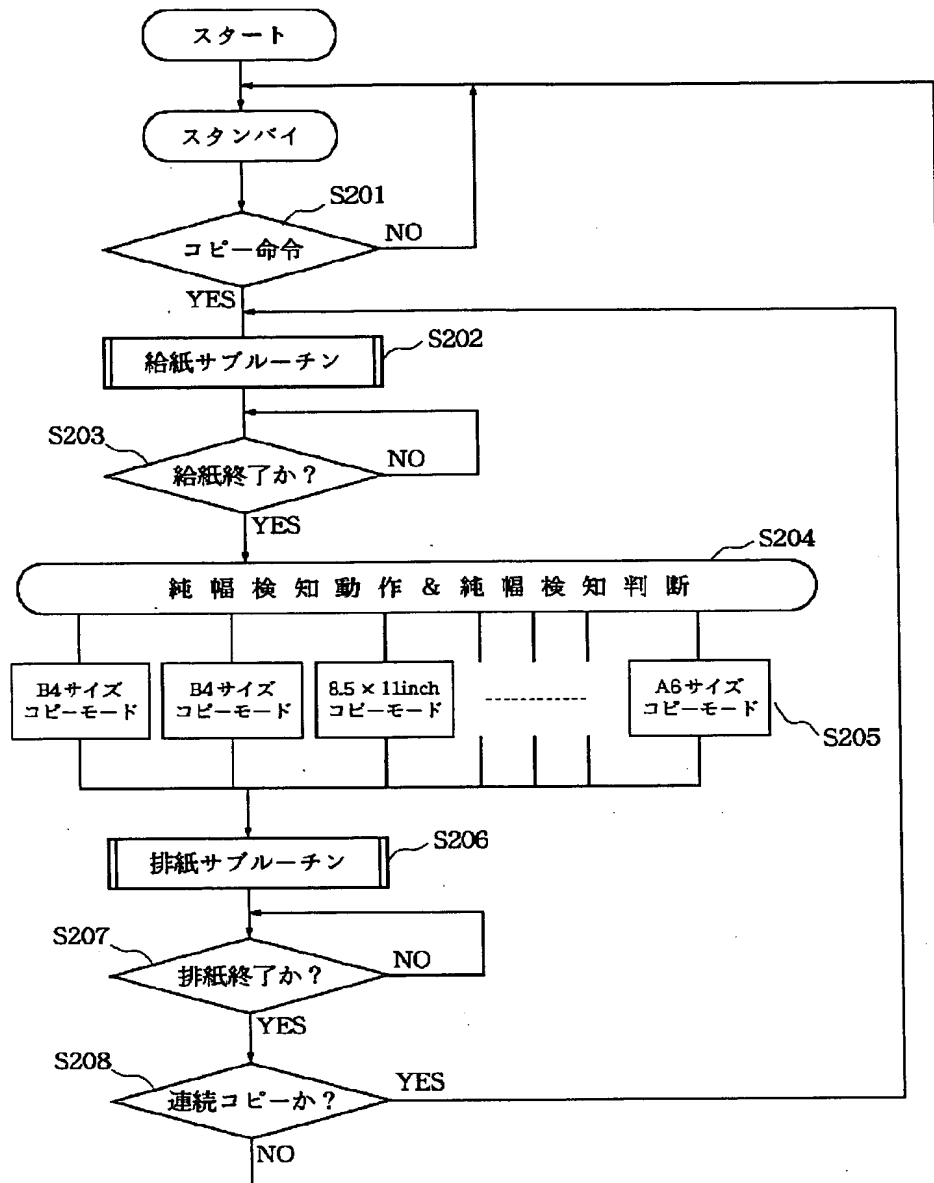 スタート
スタンバイ
S201
コピー命令
NO
YES
給紙サブルーチン
S202
S203
給紙終了か？
NO
YES
S204
純幅検知動作&純幅検知判断
B4サイズ
コピーモード
B4サイズ
コピーモード
8.5×11inch
コピーモード
A6サイズ
コピーモード
S205
排紙サブルーチン
S206
S207
排紙終了か？
NO
YES
S208
連続コピーか？
YES
NO